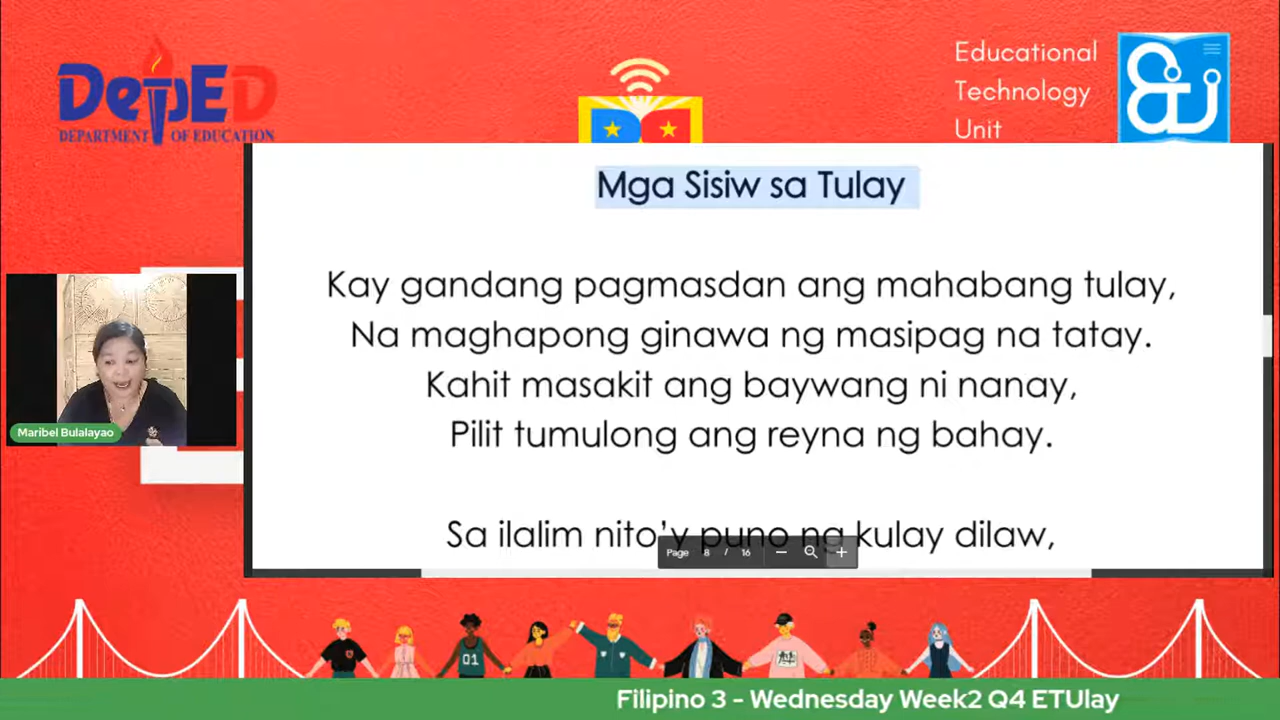 DepED
DEPARTMENT OF EDUCATION
Educational
Technology
Unit
Mga Sisiw sa Tulay
Kay gandang pagmasdan ang mahabang tulay,
Na maghapong ginawa ng masipag na tatay.
Kahit masakit ang baywang ni nanay,
Pilit tumulong ang reyna ng bahay.
Sa ilalim nito'y puno ng kulay dilaw,
Page 8 / 16
Maribel Bulalayao
01
Filipino 3 - Wednesday Week2 Q4 ETUlay